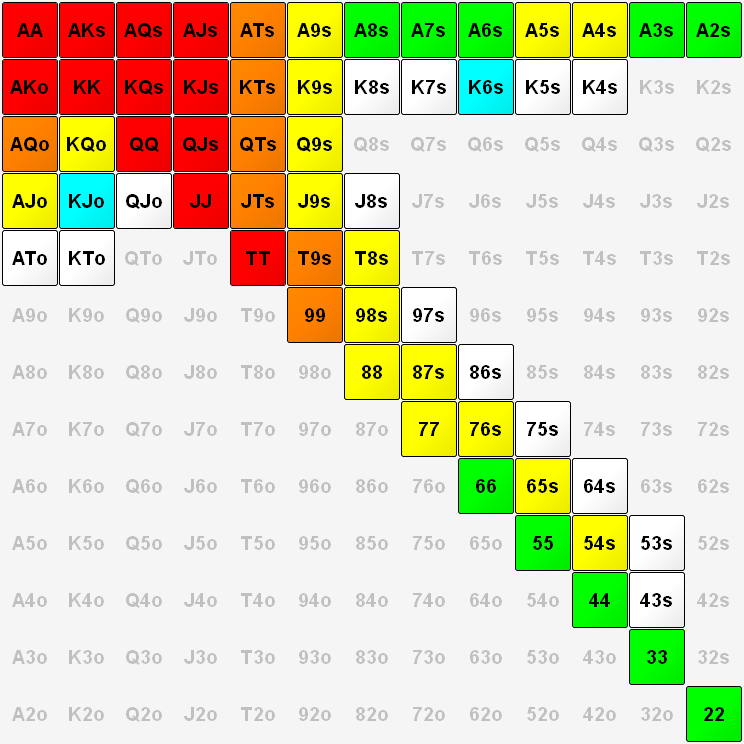 AA AKs AQs AJs ATs A9s A8s A7s A6s A5s A4s A3s A2s
AKo KK KQs KJs KTs K9s K8s K7s K6s K5s K4s K3s K2s
AQo KQo QQ QJs QTs Q9s Q8s Q7s Q6s Q5s Q4s Q3s Q2s
AJo KJo QJo JJ JTs J9s J8s J7s J6s J5s J4s J3s J2s
ATo KTo QTo JTo TT T9s T8s T7s T6s T5s T4s T3s T2s
A9o K9o Q9o J9o T9o 99 98s 97s 96s 95s 94s 93s 92s
A8o K8o Q8o J8o T8o 98o 88 87s 86s 85s 84s 83s 82s
A7o K7o Q7o J7o T7o 97o 87o 77 76s 75s 74s 73s 72s
A6o K6o Q6o J6o T6o 96o 86o 76o 66 65s 64s 63s 62s
A5o K5o Q5o J5o T5o 95o 85o 75o 65o 55 54s 53s 52s
A4o K4o Q4o J4o T4o 94o 84o 74o 64o 54o 44 43s 42s
A3o K3o Q3o J3o T3o 93o 83o 73o 63o 53o 43o 33 32s
A2o K2o Q2o J2o T2o 92o 82o 72o 62o 52o 42o 32o 22